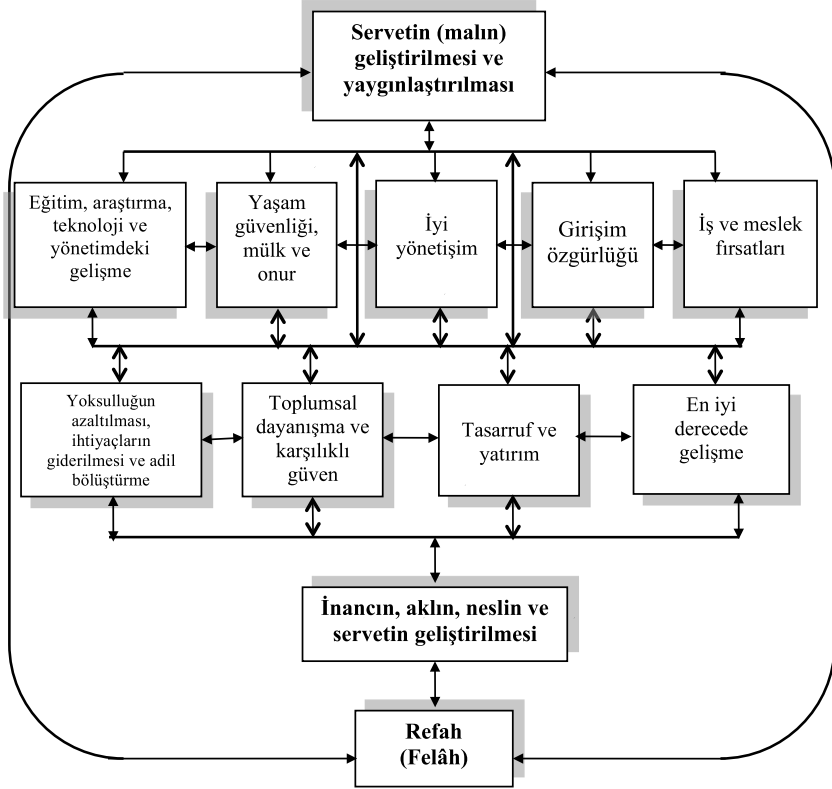 Servetin (malın)
geliştirilmesi ve
yaygınlaştırılması
Eğitim, araştırma,
teknoloji ve
yönetimdeki
gelişme
Yaşam
güvenliği,
mülk ve
onur
İyi
yönetişim
Girişim
özgürlüğü
İş ve meslek
fırsatları
Yoksulluğun
azaltılması,
ihtiyaçların
giderilmesi ve adil
bölüştürme
Toplumsal
dayanışma ve
karşılıklı
güven
Tasarruf ve
yatırım
En iyi
derecede
gelişme
İnancın, aklın, neslin ve
servetin geliştirilmesi
Refah
(Felâh)